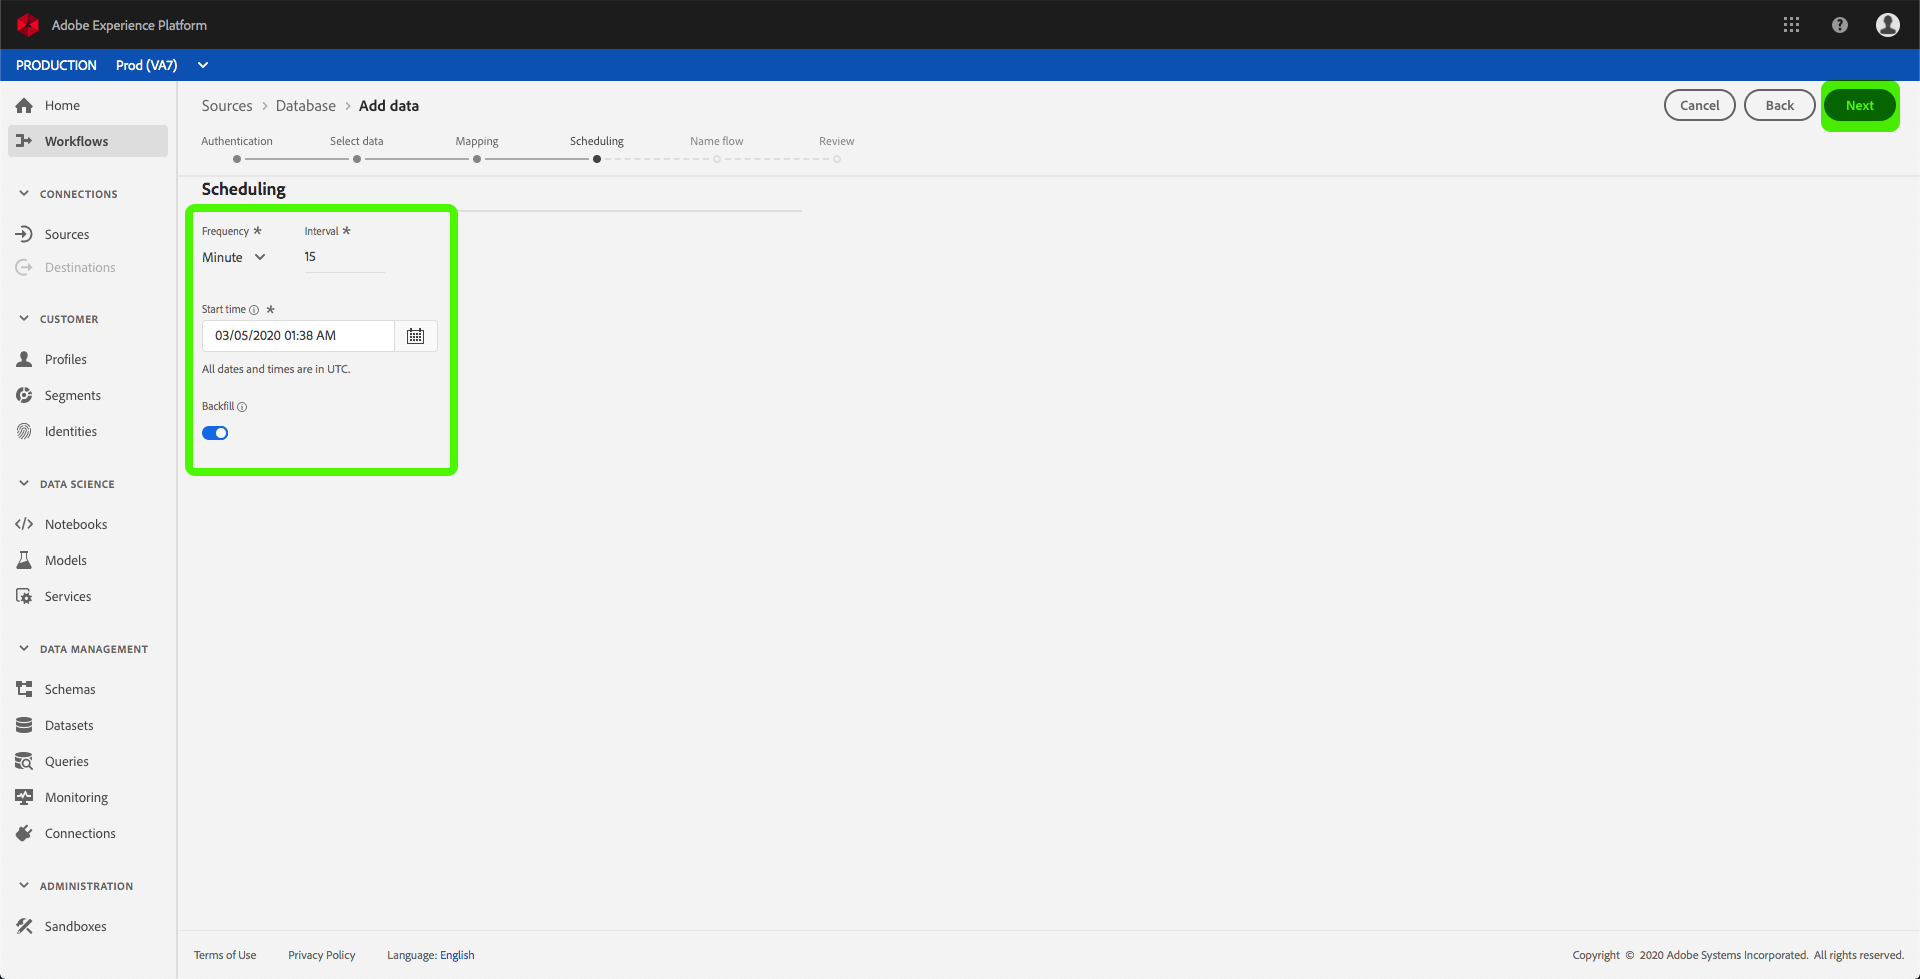 Adobe Experience Platform
PRODUCTION Prod (VA7)
Home
Workflows
CONNECTIONS
Sources
Destinations
CUSTOMER
Profiles
Segments
Identities
DATA SCIENCE
Notebooks
Models
Services
DATA MANAGEMENT
Schemas
Datasets
Queries
Monitoring
Connections
ADMINISTRATION
Sandboxes
Sources > Database > Add data
Cancel Back Next
Authentication Select data Mapping Scheduling Name flow Review
Scheduling
Frequency * Interval *
Minute 15
Start time *
03/05/2020 01:38 AM
All dates and times are in UTC.
Backfill
Terms of Use Privacy Policy Language: English Copyright © 2020 Adobe Systems Incorporated. All rights reserved.